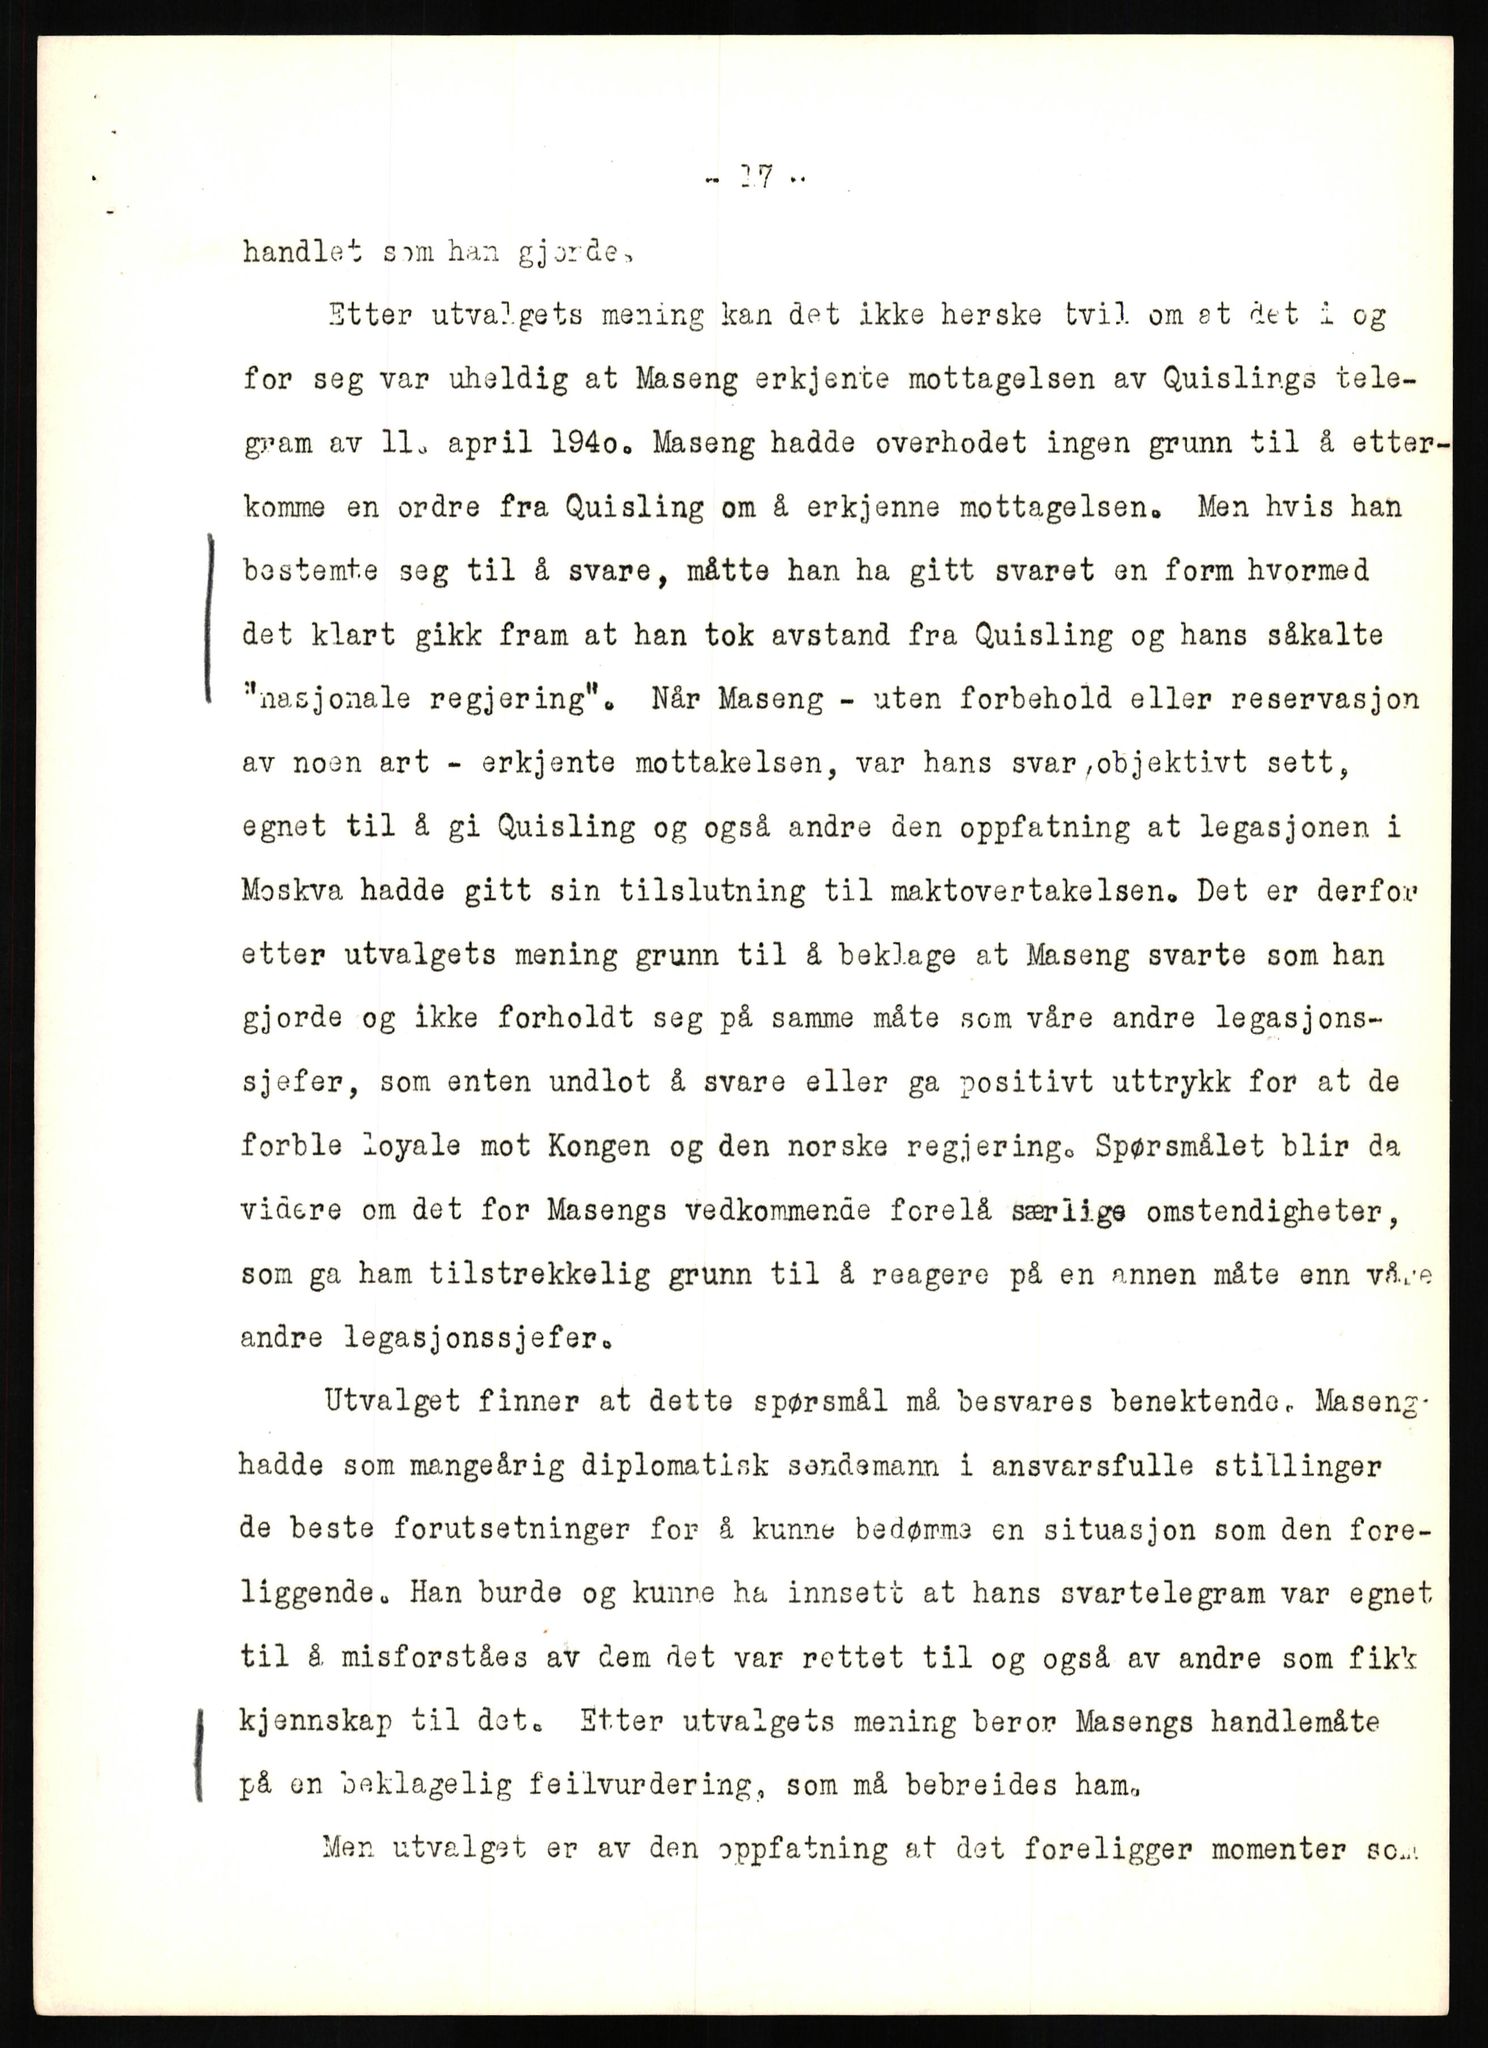 - 17 -
handlet som han gjorde.
Etter utvalgets mening kan det ikke herske tvil om at det i og
for seg var uheldig at Maseng erkjente mottagelsen av Quislings tele-
gram av 11. april 194o. Maseng hadde overhodet ingen grunn til å etter-
komme en ordre fra Quisling om å erkjenne mottagelsen. Men hvis han
bestemte seg til å svare, måtte han ha gitt svaret en form hvormed
det klart gikk fram at han tok avstand fra Quisling og hans såkalte
"nasjonale regjering". Når Maseng - uten forbehold eller reservasjon
av noen art - erkjente mottakelsen, var hans svar, objektivt sett,
egnet til å gi Quisling og også andre den oppfatning at legasjonen i
Moskva hadde gitt sin tilslutning til maktovertakelsen. Det er derfor
etter utvalgets mening grunn til å beklage at Maseng svarte som han
gjorde og ikke forholdt seg på samme måte som våre andre legasjons-
sjefer, som enten undlot å svare eller ga positivt uttrykk for at de
forble loyale mot Kongen og den norske regjering. Spørsmålet blir da
videre om det for Masengs vedkommende forelå særlige omstendigheter,
som ga ham tilstrekkelig grunn til å reagere på en annen måte enn våre
andre legasjonssjefer.
Utvalget finner at dette spørsmål må besvares benektende. Maseng
hadde som mangeårig diplomatisk sendemann i ansvarsfulle stillinger
de beste forutsetninger for å kunne bedømme en situasjon som den fore-
liggende. Han burde og kunne ha innsett at hans svartelegram var egnet
til å misforståes av dem det var rettet til og også av andre som fikk
kjennskap til det. Etter utvalgets mening beror Masengs handlemåte
på en beklagelig feilvurdering, som må bebreides ham.
Men utvalget er av den oppfatning at det foreligger momenter som